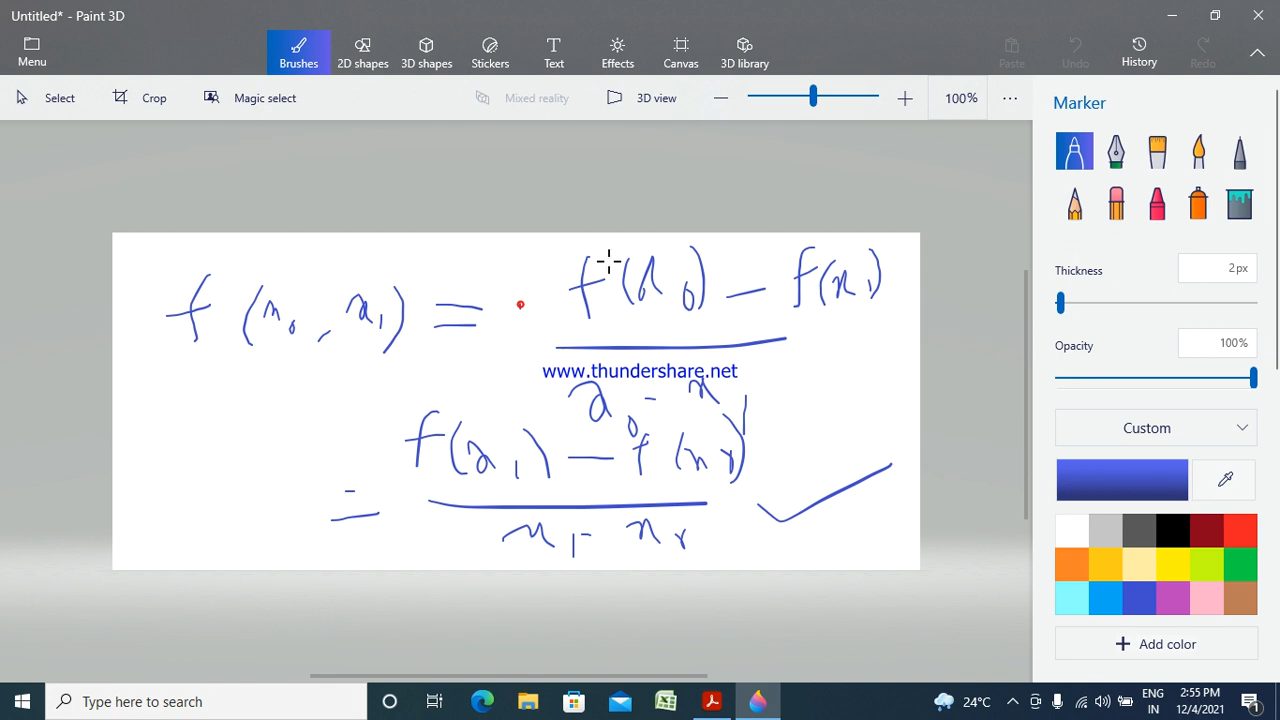 Untitled* - Paint 3D
Menu
Brushes
2D shapes
3D shapes
Stickers
Text
Effects
Canvas
3D library
Paste
Undo
History
Redo
Select
Crop
Magic select
Mixed reality
3D view
100%
Marker
Thickness
2px
Opacity
100%
Custom
Add color
f(x₀, x₁) = f(x₀) − f(x₁)
www.thundershare.net
x₀ − x₁
= f(x₁) − f(x
x₁ − x
Type here to search
24°C
ENG
IN
2:55 PM
12/4/2021
1